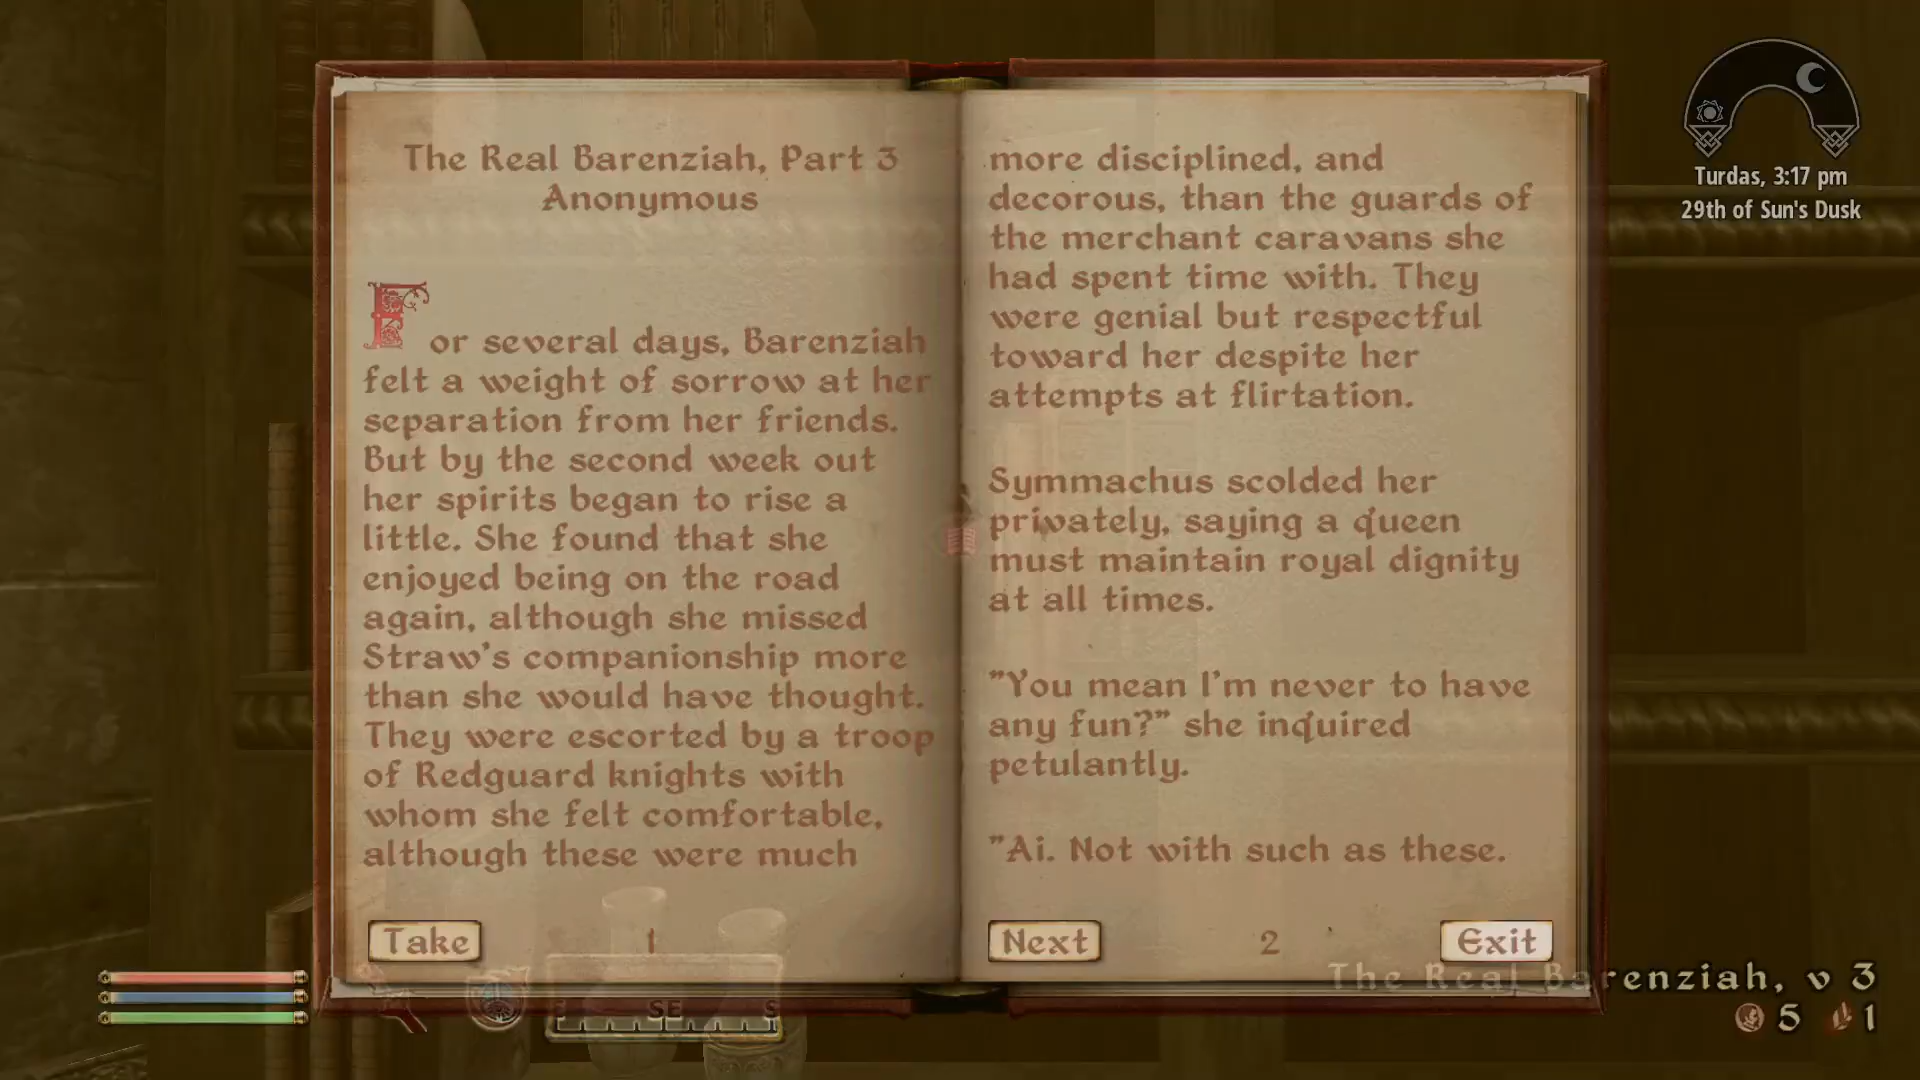 The Real Barenziah, Part 3
Anonymous
For several days, Barenziah
felt a weight of sorrow at her
separation from her friends.
But by the second week out
her spirits began to rise a
little. She found that she
enjoyed being on the road
again, although she missed
Straw's companionship more
than she would have thought.
They were escorted by a troop
of Redguard knights with
whom she felt comfortable,
although these were much
Take
1
more disciplined, and
decorous, than the guards of
the merchant caravans she
had spent time with. They
were genial but respectful
toward her despite her
attempts at flirtation.
Symmachus scolded her
privately, saying a queen
must maintain royal dignity
at all times.
"You mean I'm never to have
any fun?" she inquired
petulantly.
"Ai. Not with such as these.
Next
2
Exit
Turdas, 3:17 pm
29th of Sun's Dusk
SE
S
The Real Barenziah, v 3
5
1